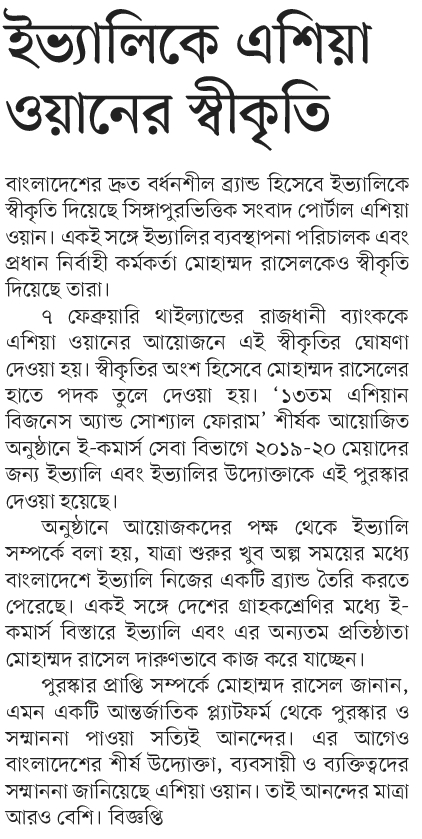 ইভ্যালিকে এশিয়া
ওয়ানের স্বীকৃতি
বাংলাদেশের দ্রুত বর্ধনশীল ব্র্যান্ড হিসেবে ইভ্যালিকে
স্বীকৃতি দিয়েছে সিঙ্গাপুরভিত্তিক সংবাদ পোর্টাল এশিয়া
ওয়ান। একই সঙ্গে ইভ্যালির ব্যবস্থাপনা পরিচালক এবং
প্রধান নির্বাহী কর্মকর্তা মোহাম্মদ রাসেলকেও স্বীকৃতি
দিয়েছে তারা।
৭ ফেব্রুয়ারি থাইল্যান্ডের রাজধানী ব্যাংককে
এশিয়া ওয়ানের আয়োজনে এই স্বীকৃতির ঘোষণা
দেওয়া হয়। স্বীকৃতির অংশ হিসেবে মোহাম্মদ রাসেলের
হাতে পদক তুলে দেওয়া হয়। ‘১৩তম এশিয়ান
বিজনেস অ্যান্ড সোশ্যাল ফোরাম’ শীর্ষক আয়োজিত
অনুষ্ঠানে ই-কমার্স সেবা বিভাগে ২০১৯-২০ মেয়াদের
জন্য ইভ্যালি এবং ইভ্যালির উদ্যোক্তাকে এই পুরস্কার
দেওয়া হয়েছে।
অনুষ্ঠানে আয়োজকদের পক্ষ থেকে ইভ্যালি
সম্পর্কে বলা হয়, যাত্রা শুরুর খুব অল্প সময়ের মধ্যে
বাংলাদেশে ইভ্যালি নিজের একটি ব্র্যান্ড তৈরি করতে
পেরেছে। একই সঙ্গে দেশের গ্রাহকশ্রেণির মধ্যে ই-
কমার্স বিস্তারে ইভ্যালি এবং এর অন্যতম প্রতিষ্ঠাতা
মোহাম্মদ রাসেল দারুণভাবে কাজ করে যাচ্ছেন।
পুরস্কার প্রাপ্তি সম্পর্কে মোহাম্মদ রাসেল জানান,
এমন একটি আন্তর্জাতিক প্ল্যাটফর্ম থেকে পুরস্কার ও
সম্মাননা পাওয়া সত্যিই আনন্দের। এর আগেও
বাংলাদেশের শীর্ষ উদ্যোক্তা, ব্যবসায়ী ও ব্যক্তিত্বদের
সম্মাননা জানিয়েছে এশিয়া ওয়ান। তাই আনন্দের মাত্রা
আরও বেশি। বিজ্ঞপ্তি